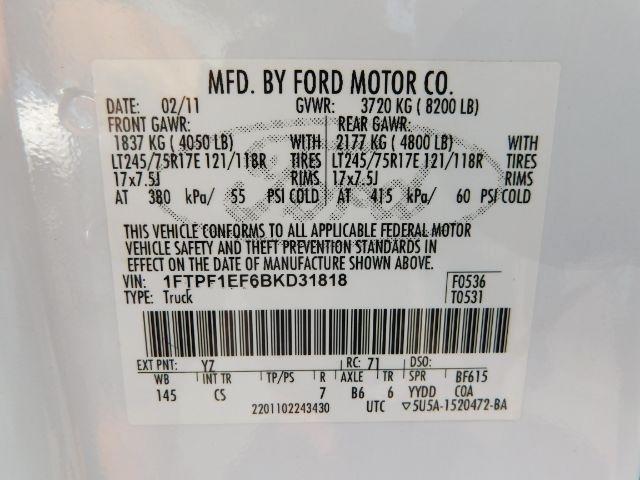 MFD. BY FORD MOTOR CO.
DATE: 02/11 GVWR: 3720 KG ( 8200 LB)
FRONT GAWR: REAR GAWR:
1837 KG ( 4050 LB) WITH 2177 KG ( 4800 LB) WITH
LT245/75R17E 121/118R TIRES LT245/75R17E 121/118R TIRES
17x7.5J RIMS 17x7.5J RIMS
AT 380 kPa/ 55 PSI COLD AT 415 kPa/ 60 PSI COLD
THIS VEHICLE CONFORMS TO ALL APPLICABLE FEDERAL MOTOR
VEHICLE SAFETY AND THEFT PREVENTION STANDARDS IN
EFFECT ON THE DATE OF MANUFACTURE SHOWN ABOVE.
VIN: 1FTPF1EF6BKD31818 F0536
TYPE: Truck T0531
EXT PNT: YZ RC: 71 DSO:
WB INT TR TP/PS R AXLE TR SPR BF615
145 CS 7 B6 6 YYDD COA
2201102243430 UTC ▽5U5A-1520472-BA